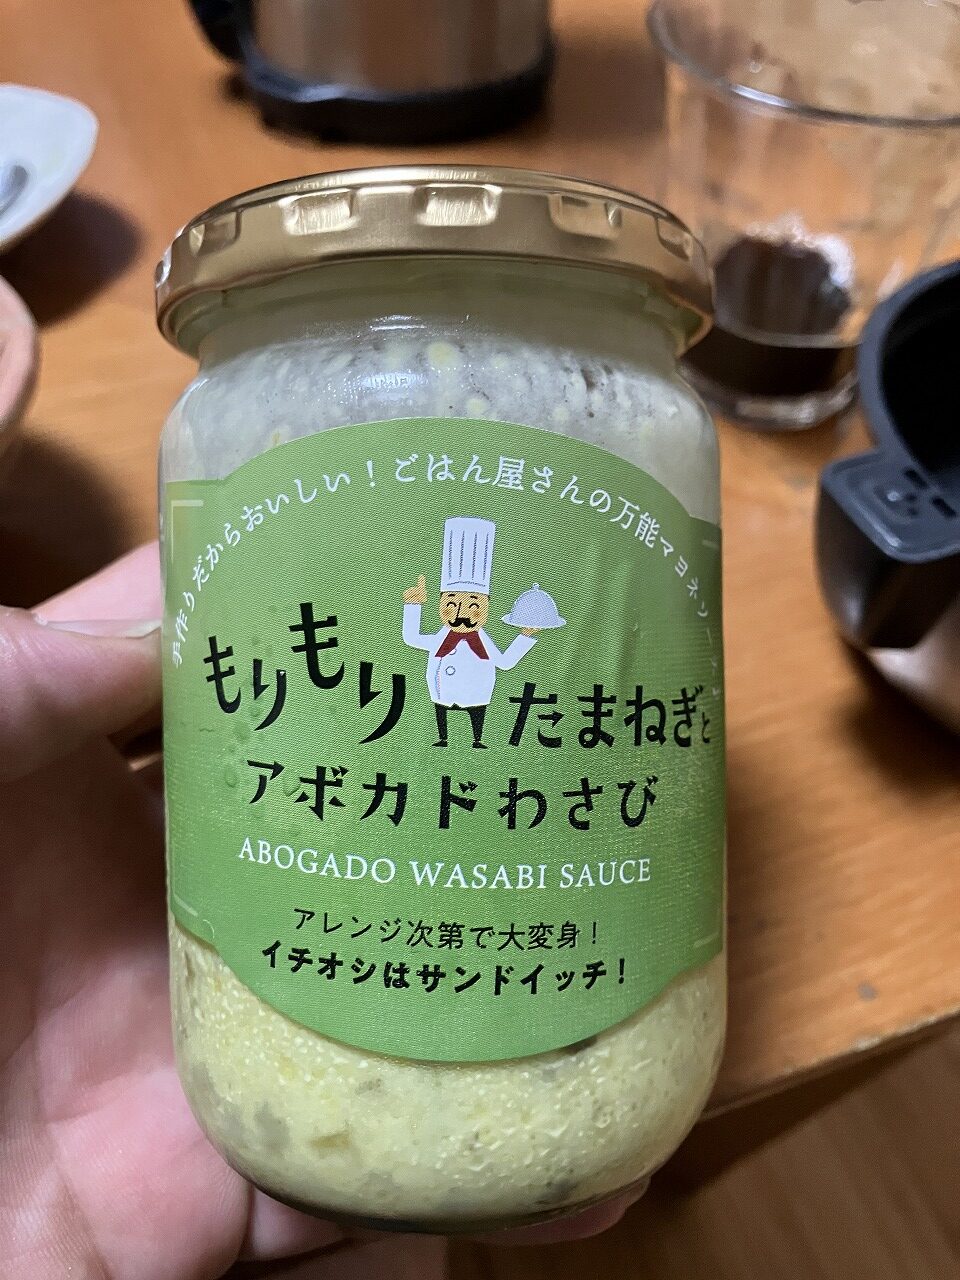 手作りだからおいしい！ごはん屋さんの万能マヨネソース
もりもりたまねぎと
アボカドわさび
ABOGADO WASABI SAUCE
アレンジ次第で大変身！
イチオシはサンドイッチ！